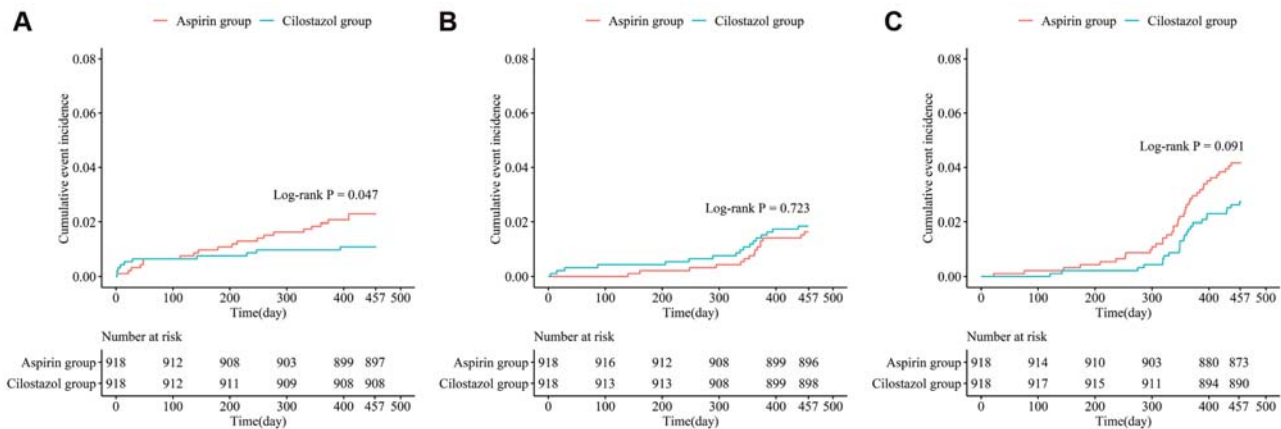 A
Aspirin group Cilostazol group
Cumulative event incidence
0.08
0.06
0.04
0.02
0.00
Log-rank P = 0.047
0 100 200 300 400 457 500
Time(day)
Number at risk
Aspirin group 918 912 908 903 899 897
Cilostazol group 918 912 911 909 908 908
0 100 200 300 400 457 500
Time(day)
B
Aspirin group Cilostazol group
Cumulative event incidence
0.08
0.06
0.04
0.02
0.00
Log-rank P = 0.723
0 100 200 300 400 457 500
Time(day)
Number at risk
Aspirin group 918 916 912 908 899 896
Cilostazol group 918 913 913 908 899 898
0 100 200 300 400 457 500
Time(day)
C
Aspirin group Cilostazol group
Cumulative event incidence
0.08
0.06
0.04
0.02
0.00
Log-rank P = 0.091
0 100 200 300 400 457 500
Time(day)
Number at risk
Aspirin group 918 914 910 903 880 873
Cilostazol group 918 917 915 911 894 890
0 100 200 300 400 457 500
Time(day)